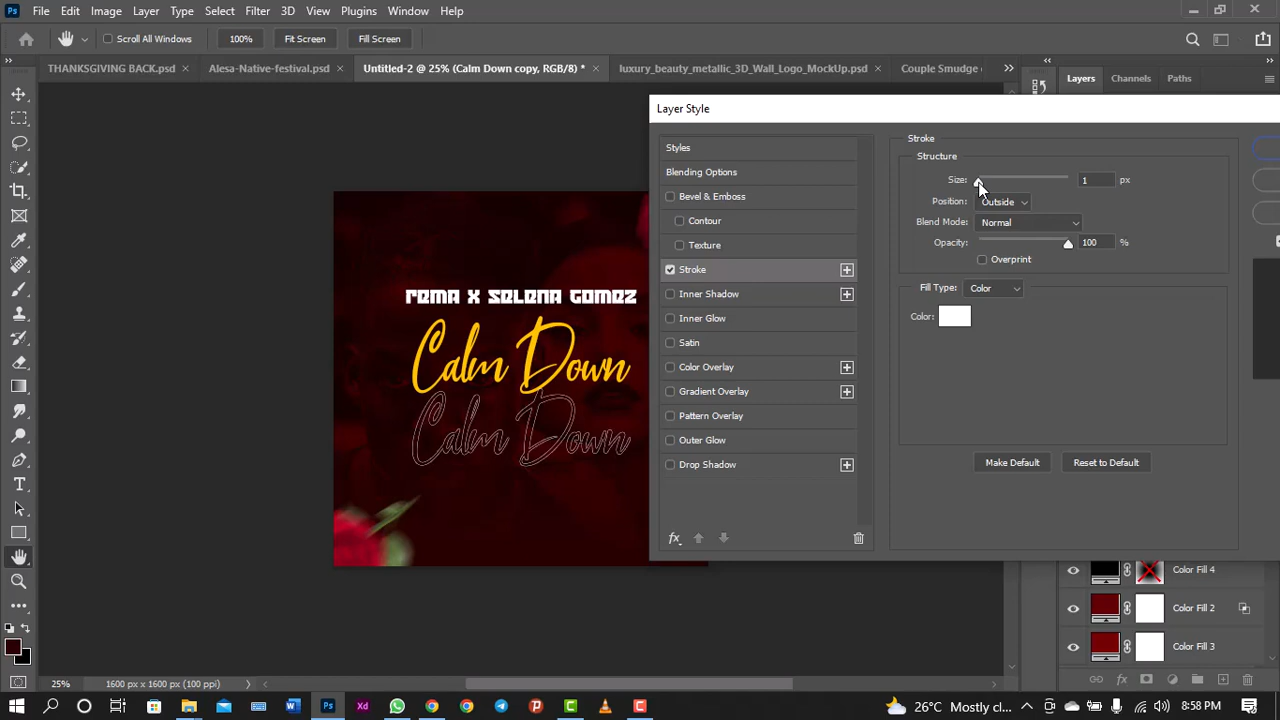 Ps File Edit Image Layer Type Select Filter 3D View Plugins Window Help
Scroll All Windows 100% Fit Screen Fill Screen
THANKSGIVING BACK.psd × Alesa-Native-festival.psd × Untitled-2 @ 25% (Calm Down copy, RGB/8) * × luxury_beauty_metallic_3D_Wall_Logo_MockUp.psd × Couple Smudge
Layers Channels Paths
Layer Style
Styles
Blending Options
Bevel & Emboss
Contour
Texture
Stroke
Inner Shadow
Inner Glow
Satin
Color Overlay
Gradient Overlay
Pattern Overlay
Outer Glow
Drop Shadow
fx
Stroke
Structure
Size: 1 px
Position: Outside
Blend Mode: Normal
Opacity: 100 %
Overprint
Fill Type: Color
Color:
Make Default Reset to Default
rema x selena gomez
Calm Down
Calm Down
Color Fill 4
Color Fill 2
Color Fill 3
fx
25% 1600 px x 1600 px (100 ppi)
26°C Mostly cl... 8:58 PM